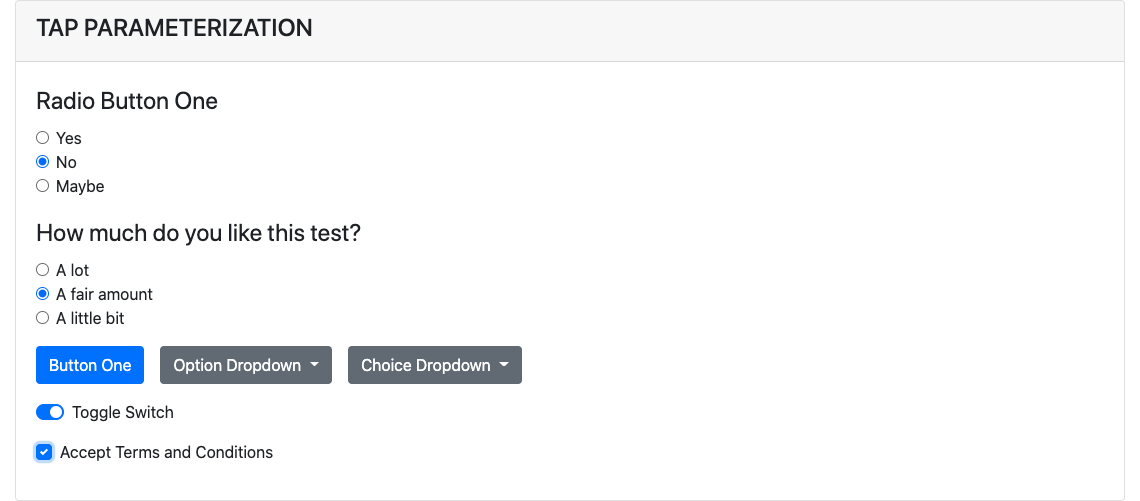 TAP PARAMETERIZATION
Radio Button One
Yes
No
Maybe
How much do you like this test?
A lot
A fair amount
A little bit
Button One Option Dropdown Choice Dropdown
Toggle Switch
Accept Terms and Conditions